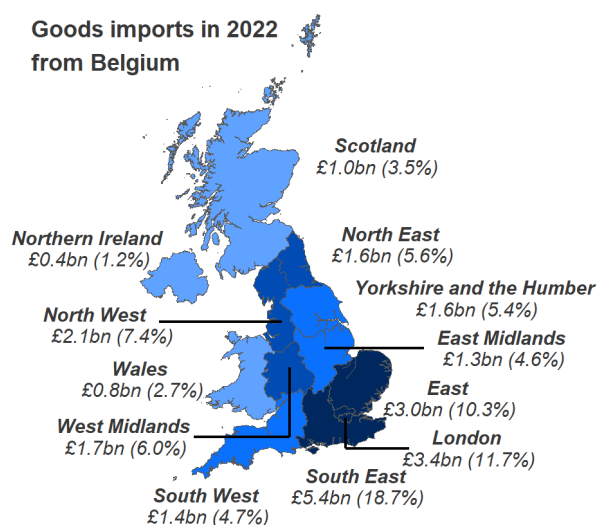 Goods imports in 2022
from Belgium
Scotland
£1.0bn (3.5%)
Northern Ireland
£0.4bn (1.2%)
North East
£1.6bn (5.6%)
Yorkshire and the Humber
£1.6bn (5.4%)
North West
£2.1bn (7.4%)
East Midlands
£1.3bn (4.6%)
Wales
£0.8bn (2.7%)
East
£3.0bn (10.3%)
West Midlands
£1.7bn (6.0%)
London
£3.4bn (11.7%)
South East
£5.4bn (18.7%)
South West
£1.4bn (4.7%)